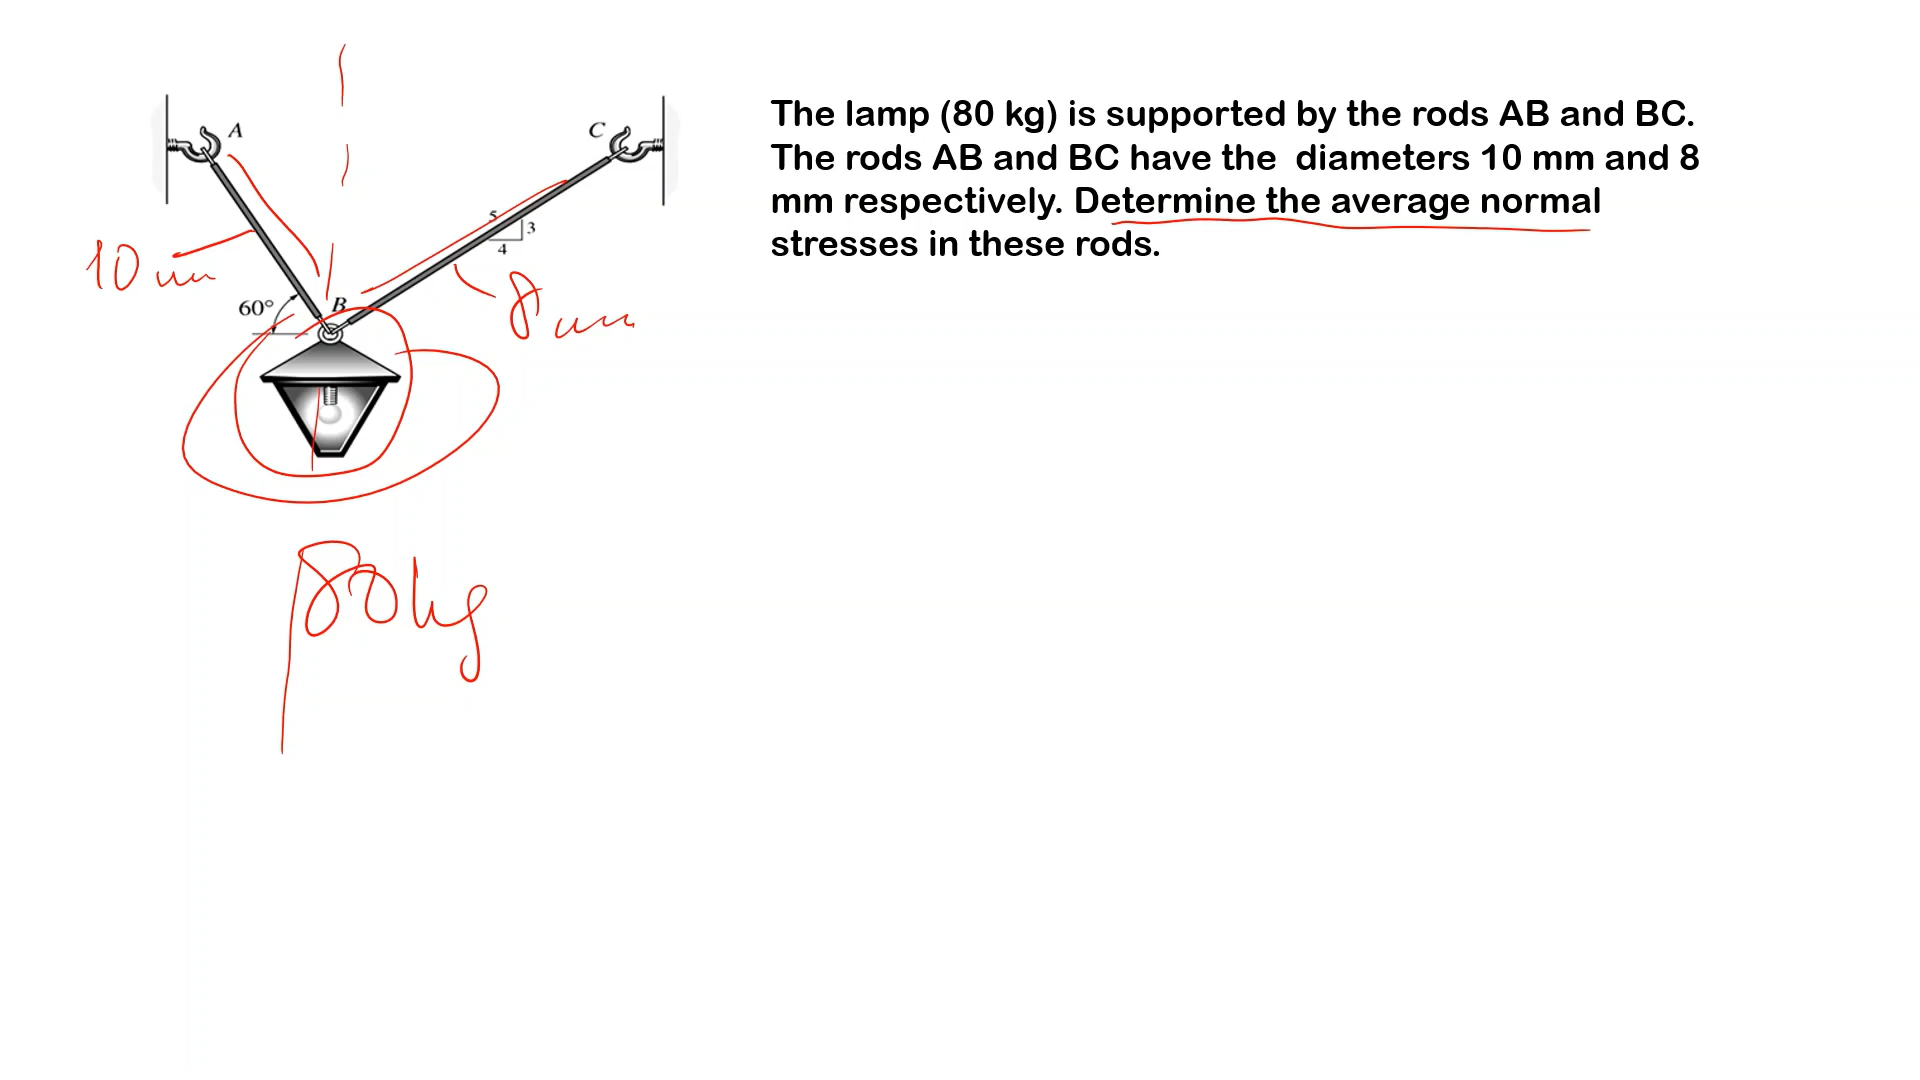 A
C
5
3
4
10 mm
60°
B
8 mm
80 kg
The lamp (80 kg) is supported by the rods AB and BC.
The rods AB and BC have the diameters 10 mm and 8
mm respectively. Determine the average normal
stresses in these rods.